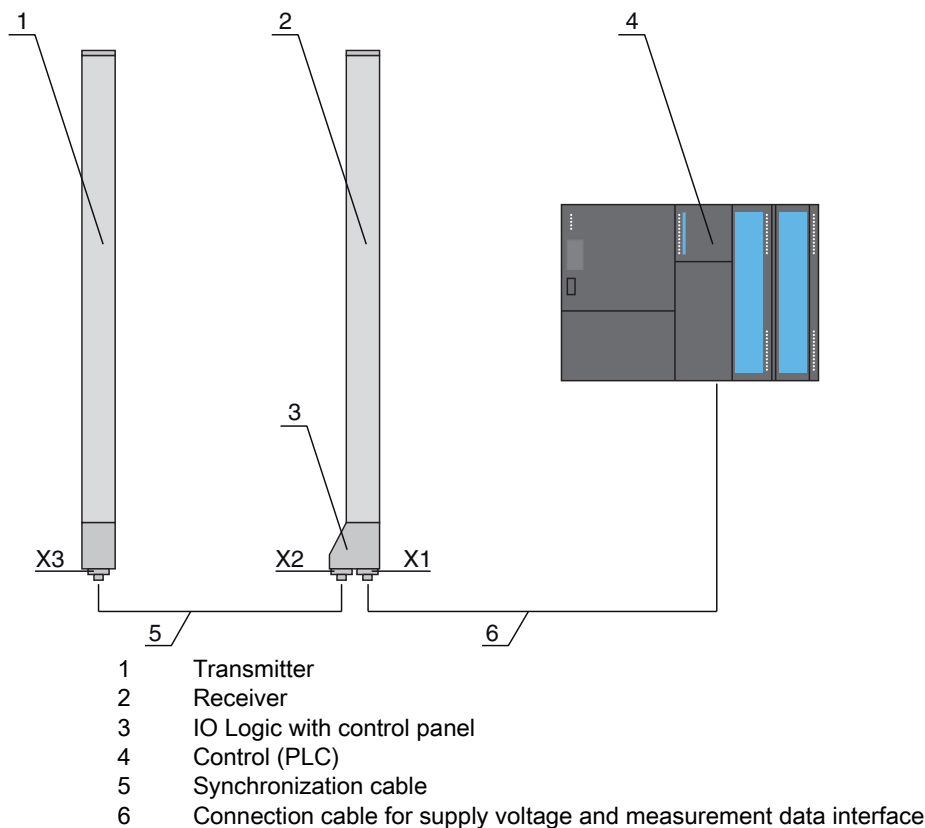 1 2 4
3
X3 X2 X1
5 6
1 Transmitter
2 Receiver
3 IO Logic with control panel
4 Control (PLC)
5 Synchronization cable
6 Connection cable for supply voltage and measurement data interface